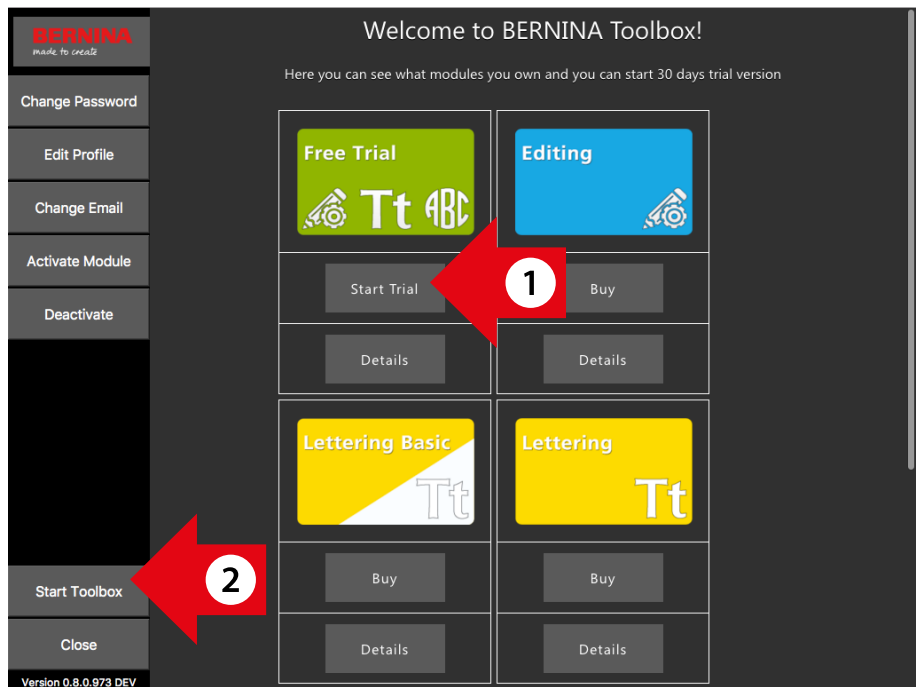 BERNINA
made to create
Change Password
Edit Profile
Change Email
Activate Module
Deactivate
Start Toolbox
2
Close
Version 0.8.0.973 DEV
Welcome to BERNINA Toolbox!
Here you can see what modules you own and you can start 30 days trial version
Free Trial
Tt ABC
Start Trial
1
Details
Editing
Buy
Details
Lettering Basic
Tt
Buy
Details
Lettering
Tt
Buy
Details